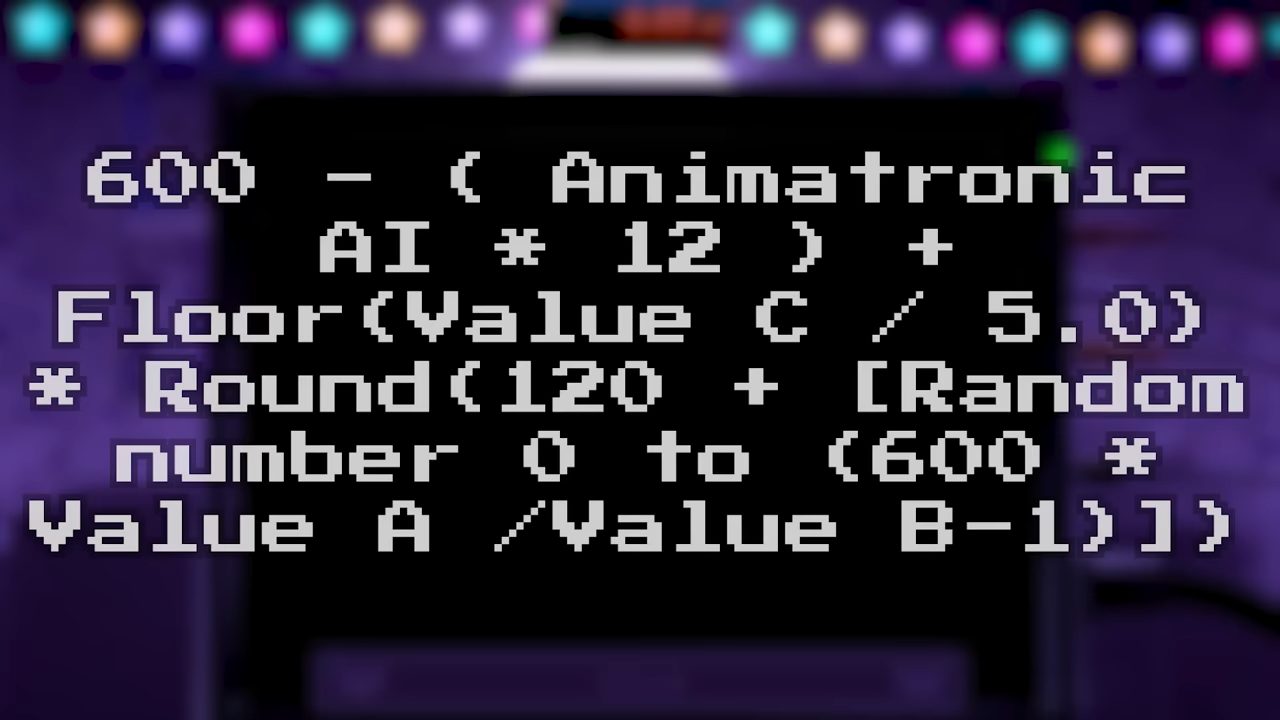 600 - ( Animatronic
AI * 12 ) +
Floor(Value C / 5.0)
* Round(120 + [Random
number 0 to (600 *
Value A /Value B-1)])